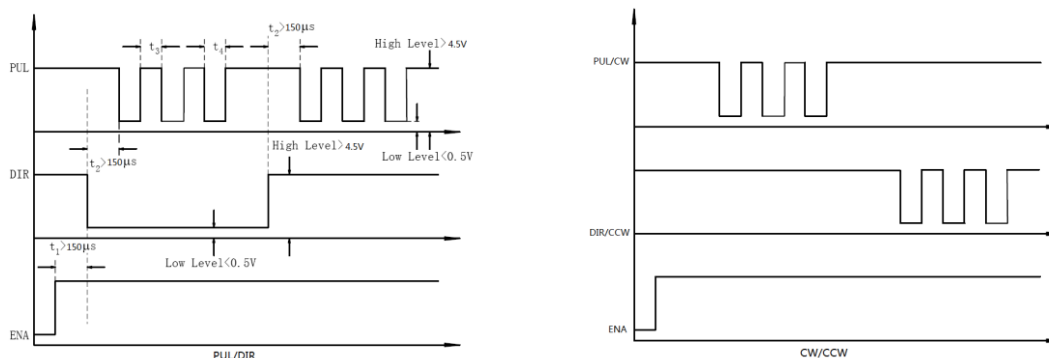 t2>150μs
t3
t4
High Level>4.5V
PUL
PUL/CW
t2>150μs
High Level>4.5V
Low Level<0.5V
DIR
DIR/CCW
t1>150μs
Low Level<0.5V
ENA
ENA
PUL/DIR
CW/CCW